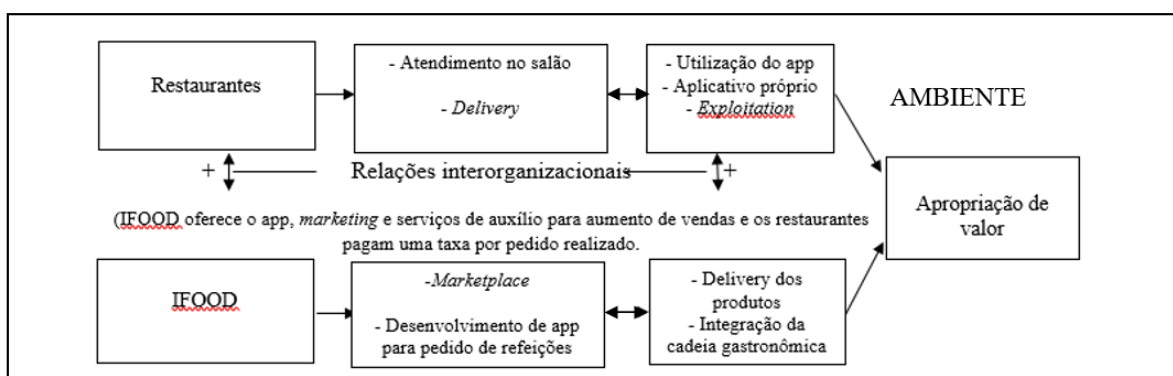 Restaurantes
- Atendimento no salão
- Delivery
- Utilização do app
- Aplicativo próprio
- Exploitation
AMBIENTE
+ Relações interorganizacionais +
(IFOOD oferece o app, marketing e serviços de auxílio para aumento de vendas e os restaurantes
pagam uma taxa por pedido realizado.
Apropriação de
valor
IFOOD
-Marketplace
- Desenvolvimento de app
para pedido de refeições
- Delivery dos
produtos
- Integração da
cadeia gastronômica